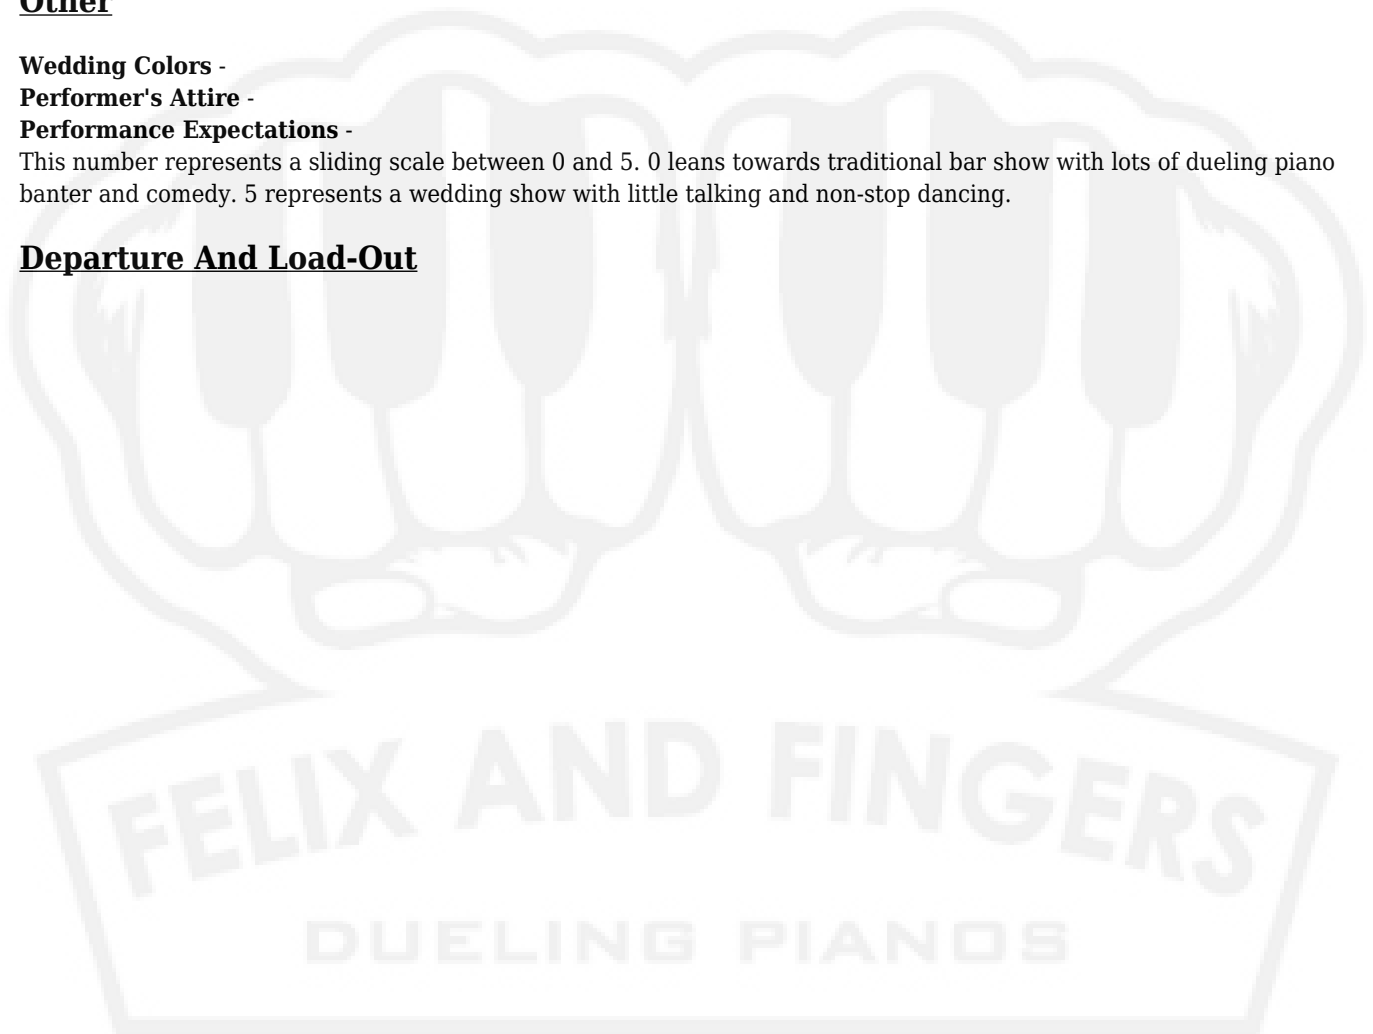 Other
Wedding Colors -
Performer's Attire -
Performance Expectations -
This number represents a sliding scale between 0 and 5. 0 leans towards traditional bar show with lots of dueling piano
banter and comedy. 5 represents a wedding show with little talking and non-stop dancing.
Departure And Load-Out
FELIX AND FINGERS
DUELING PIANOS